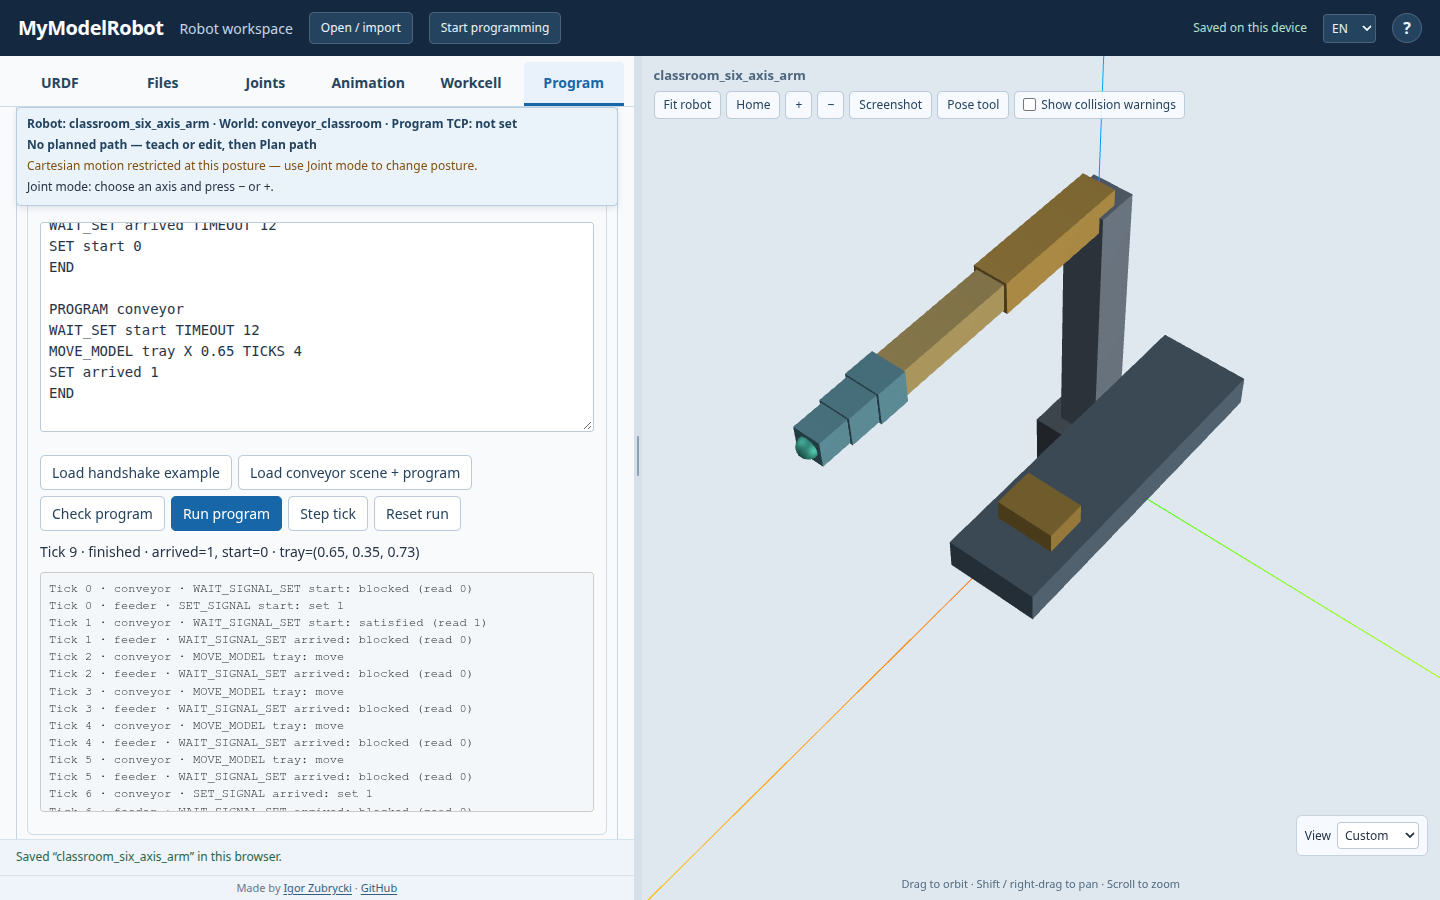 MyModelRobot Robot workspace Open / import Start programming Saved on this device EN ?
URDF Files Joints Animation Workcell Program
Robot: classroom_six_axis_arm · World: conveyor_classroom · Program TCP: not set
No planned path — teach or edit, then Plan path
Cartesian motion restricted at this posture — use Joint mode to change posture.
Joint mode: choose an axis and press − or +.
WAIT_SET arrived TIMEOUT 12
SET start 0
END
PROGRAM conveyor
WAIT_SET start TIMEOUT 12
MOVE_MODEL tray X 0.65 TICKS 4
SET arrived 1
END
Load handshake example Load conveyor scene + program
Check program Run program Step tick Reset run
Tick 9 · finished · arrived=1, start=0 · tray=(0.65, 0.35, 0.73)
Tick 0 · conveyor · WAIT_SIGNAL_SET start: blocked (read 0)
Tick 0 · feeder · SET_SIGNAL start: set 1
Tick 1 · conveyor · WAIT_SIGNAL_SET start: satisfied (read 1)
Tick 1 · feeder · WAIT_SIGNAL_SET arrived: blocked (read 0)
Tick 2 · conveyor · MOVE_MODEL tray: move
Tick 2 · feeder · WAIT_SIGNAL_SET arrived: blocked (read 0)
Tick 3 · conveyor · MOVE_MODEL tray: move
Tick 3 · feeder · WAIT_SIGNAL_SET arrived: blocked (read 0)
Tick 4 · conveyor · MOVE_MODEL tray: move
Tick 4 · feeder · WAIT_SIGNAL_SET arrived: blocked (read 0)
Tick 5 · conveyor · MOVE_MODEL tray: move
Tick 5 · feeder · WAIT_SIGNAL_SET arrived: blocked (read 0)
Tick 6 · conveyor · SET_SIGNAL arrived: set 1
Tick 6 · feeder · WAIT_SIGNAL_SET arrived: blocked (read 0)
Saved “classroom_six_axis_arm” in this browser.
Made by Igor Zubrycki · GitHub
classroom_six_axis_arm
Fit robot Home + − Screenshot Pose tool Show collision warnings
View Custom
Drag to orbit · Shift / right-drag to pan · Scroll to zoom